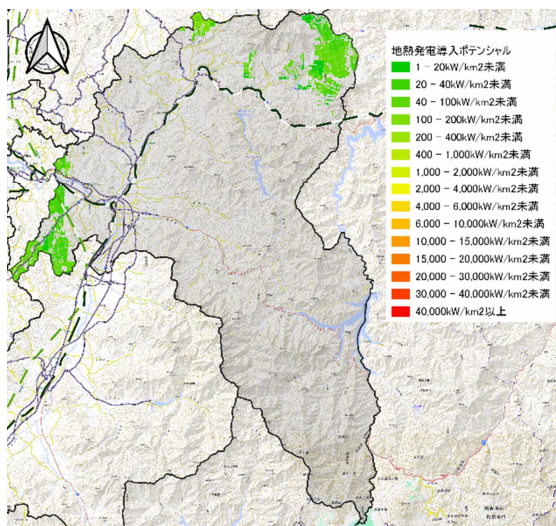 地熱発電導入ポテンシャル
1 - 20kW/km2未満
20 - 40kW/km2未満
40 - 100kW/km2未満
100 - 200kW/km2未満
200 - 400kW/km2未満
400 - 1,000kW/km2未満
1,000 - 2,000kW/km2未満
2,000 - 4,000kW/km2未満
4,000 - 6,000kW/km2未満
6,000 - 10,000kW/km2未満
10,000 - 15,000kW/km2未満
15,000 - 20,000kW/km2未満
20,000 - 30,000kW/km2未満
30,000 - 40,000kW/km2未満
40,000kW/km2以上